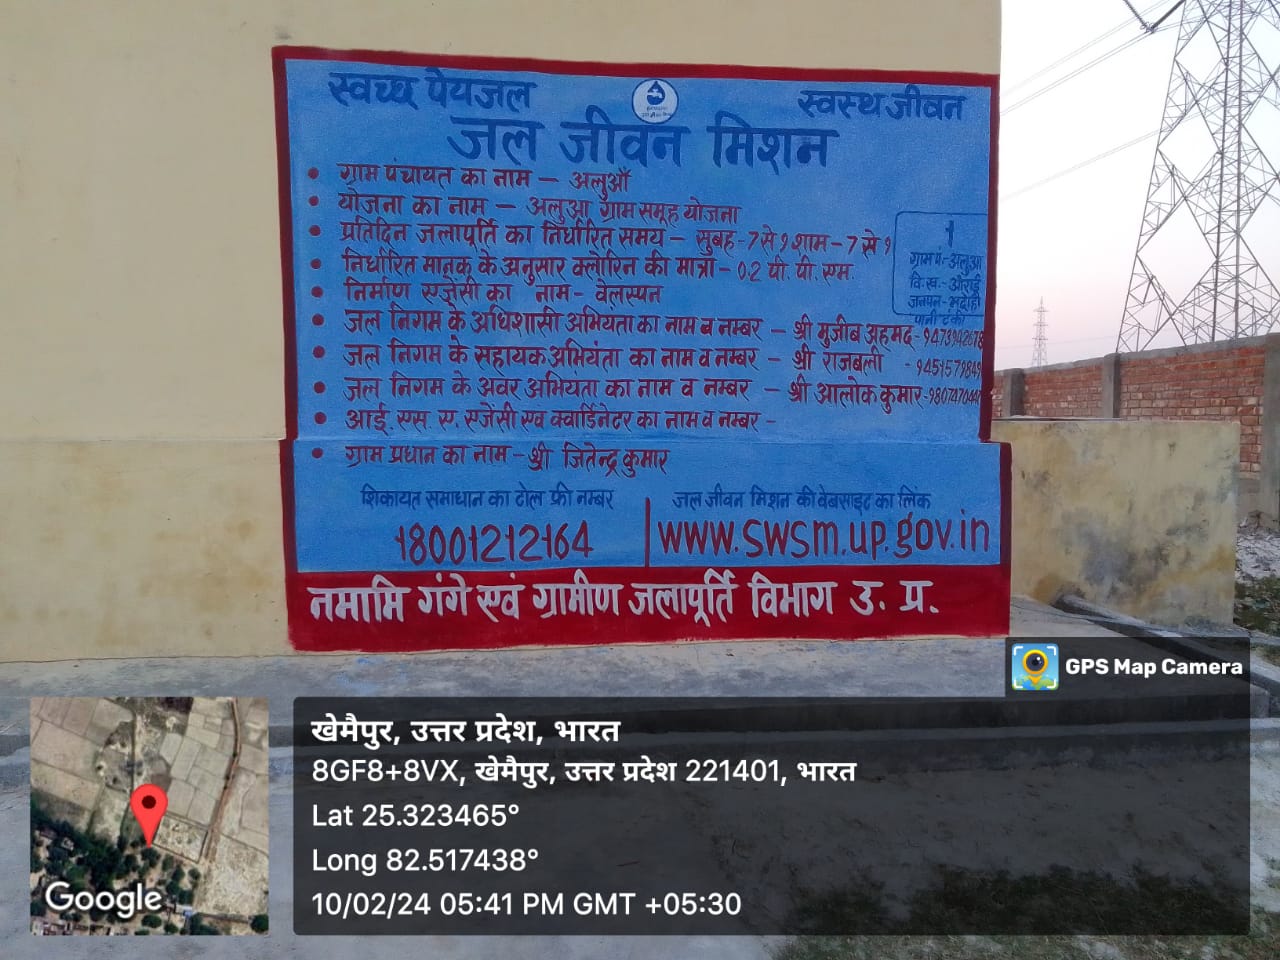 स्वच्छ पेयजल
स्वस्थ जीवन
जल जीवन मिशन
• ग्राम पंचायत का नाम – अलुऔं
• योजना का नाम – अलुआ ग्राम समूह योजना
• प्रतिदिन जलापूर्ति का निर्धारित समय – सुबह-7 से 9 शाम-7 से 9
• निर्धारित मानक के अनुसार क्लोरिन की मात्रा – 0.2 पी. पी. एम.
• निर्माण एजेंसी का नाम - वेलस्पन
• जल निगम के अधिशासी अभियंता का नाम व नम्बर – श्री मुजीब अहमद-
• जल निगम के सहायक अभियंता का नाम व नम्बर – श्री राजबली
• जल निगम के अवर अभियंता का नाम व नम्बर – श्री आलोक कुमार-
• आई. एस. ए. एजेंसी एव क्वार्डिनेटर का नाम व नम्बर -
• ग्राम प्रधान का नाम – श्री जितेन्द्र कुमार
1
ग्राम पं.-अलुआ
वि.ख.-औराई
जनपद-भदोही
पानी टंकी
शिकायत समाधान का टोल फ्री नम्बर
18001212164
जल जीवन मिशन की वेबसाइट का लिंक
www.swsm.up.gov.in
नमामि गंगे एवं ग्रामीण जलापूर्ति विभाग उ. प्र.
GPS Map Camera
खेमैपुर, उत्तर प्रदेश, भारत
8GF8+8VX, खेमैपुर, उत्तर प्रदेश 221401, भारत
Lat 25.323465°
Long 82.517438°
10/02/24 05:41 PM GMT +05:30
Google